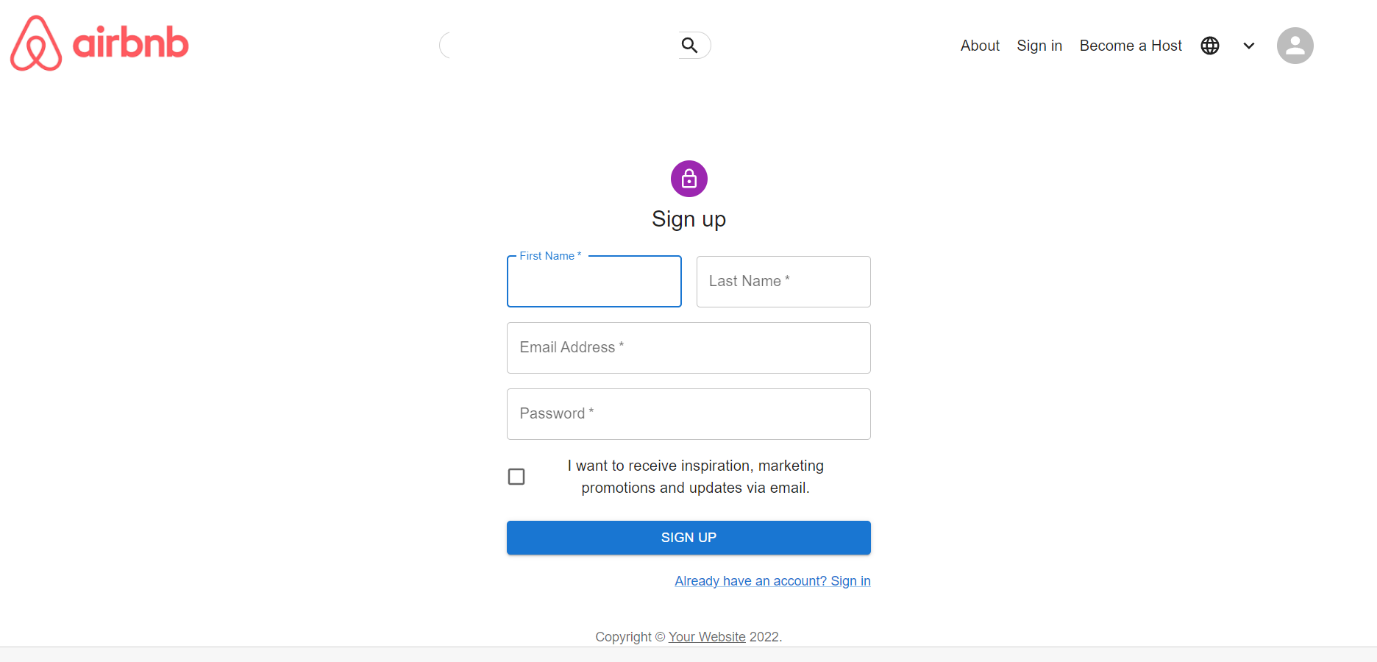 airbnb
About Sign in Become a Host
Sign up
First Name *
Last Name *
Email Address *
Password *
I want to receive inspiration, marketing
promotions and updates via email.
SIGN UP
Already have an account? Sign in
Copyright © Your Website 2022.